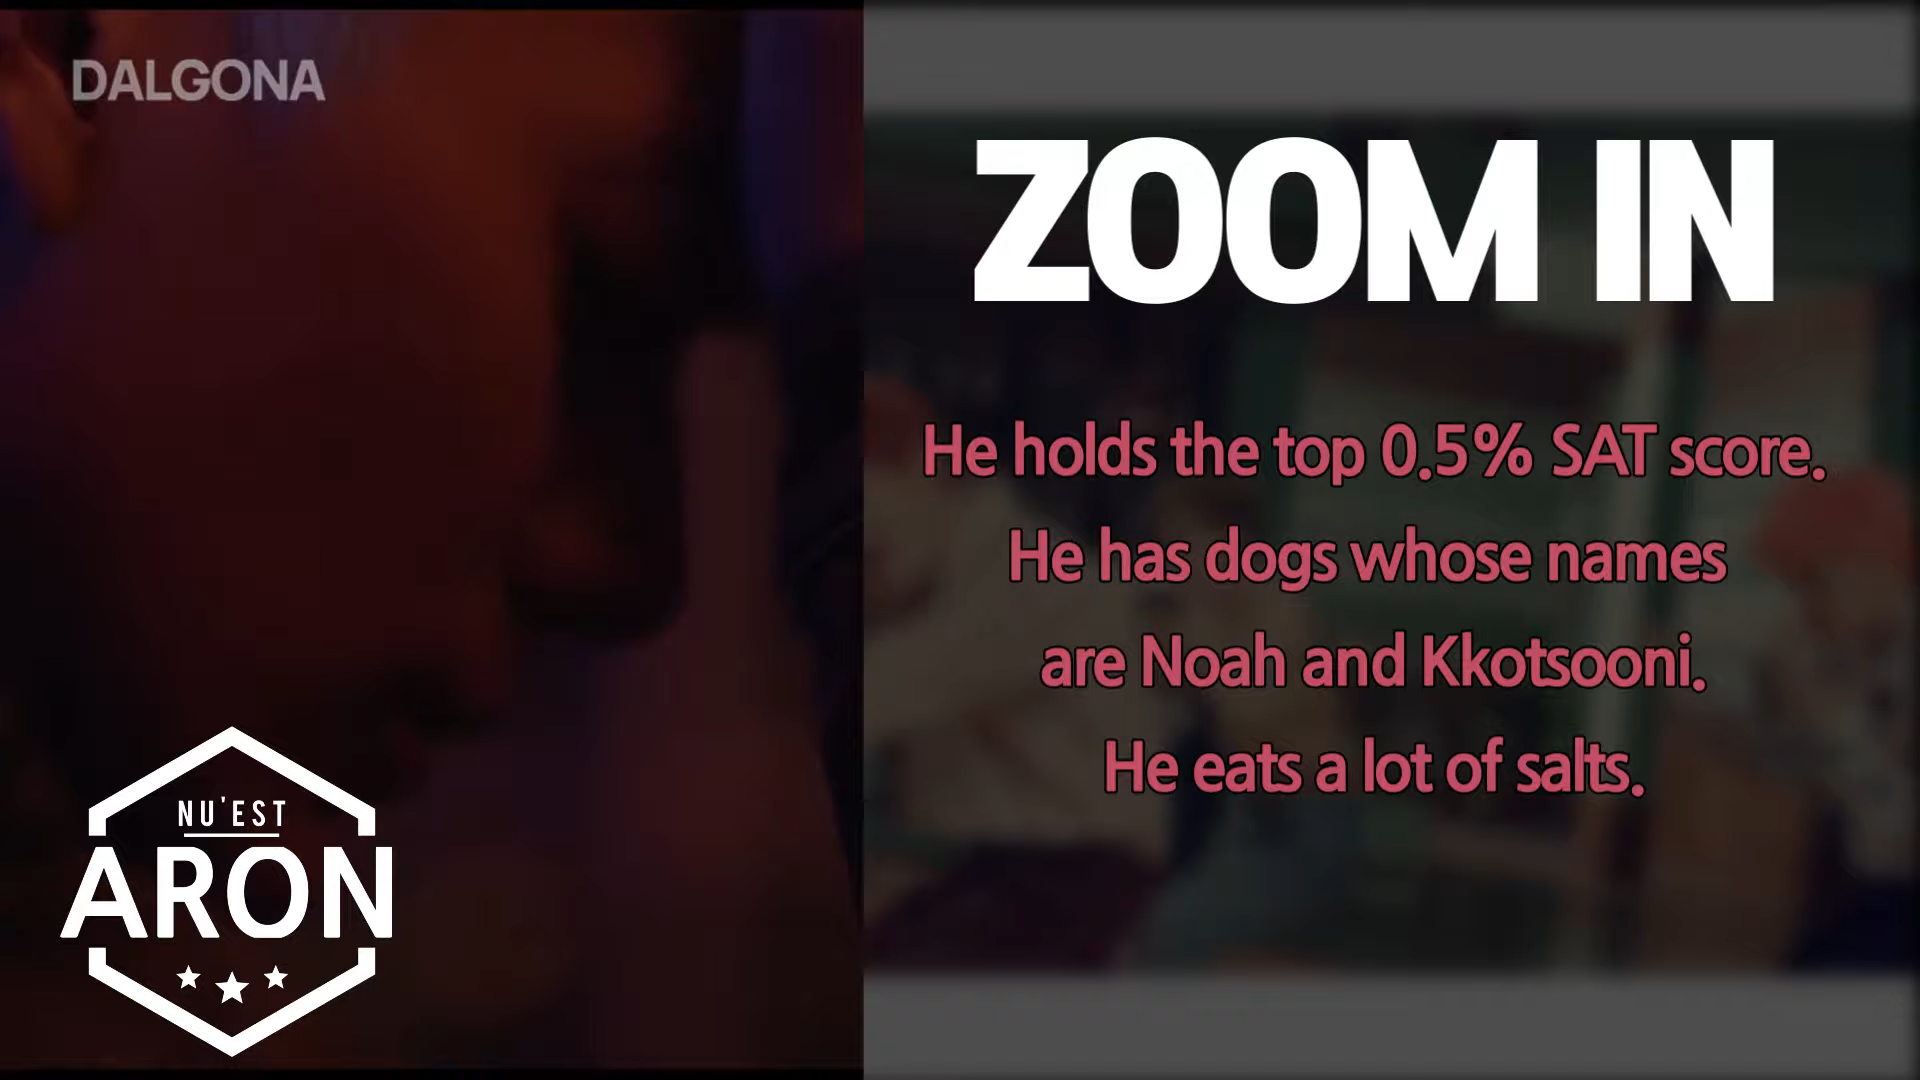 DALGONA
ZOOM IN
He holds the top 0.5% SAT score.
He has dogs whose names
are Noah and Kkotsooni.
He eats a lot of salts.
NU'EST
ARON